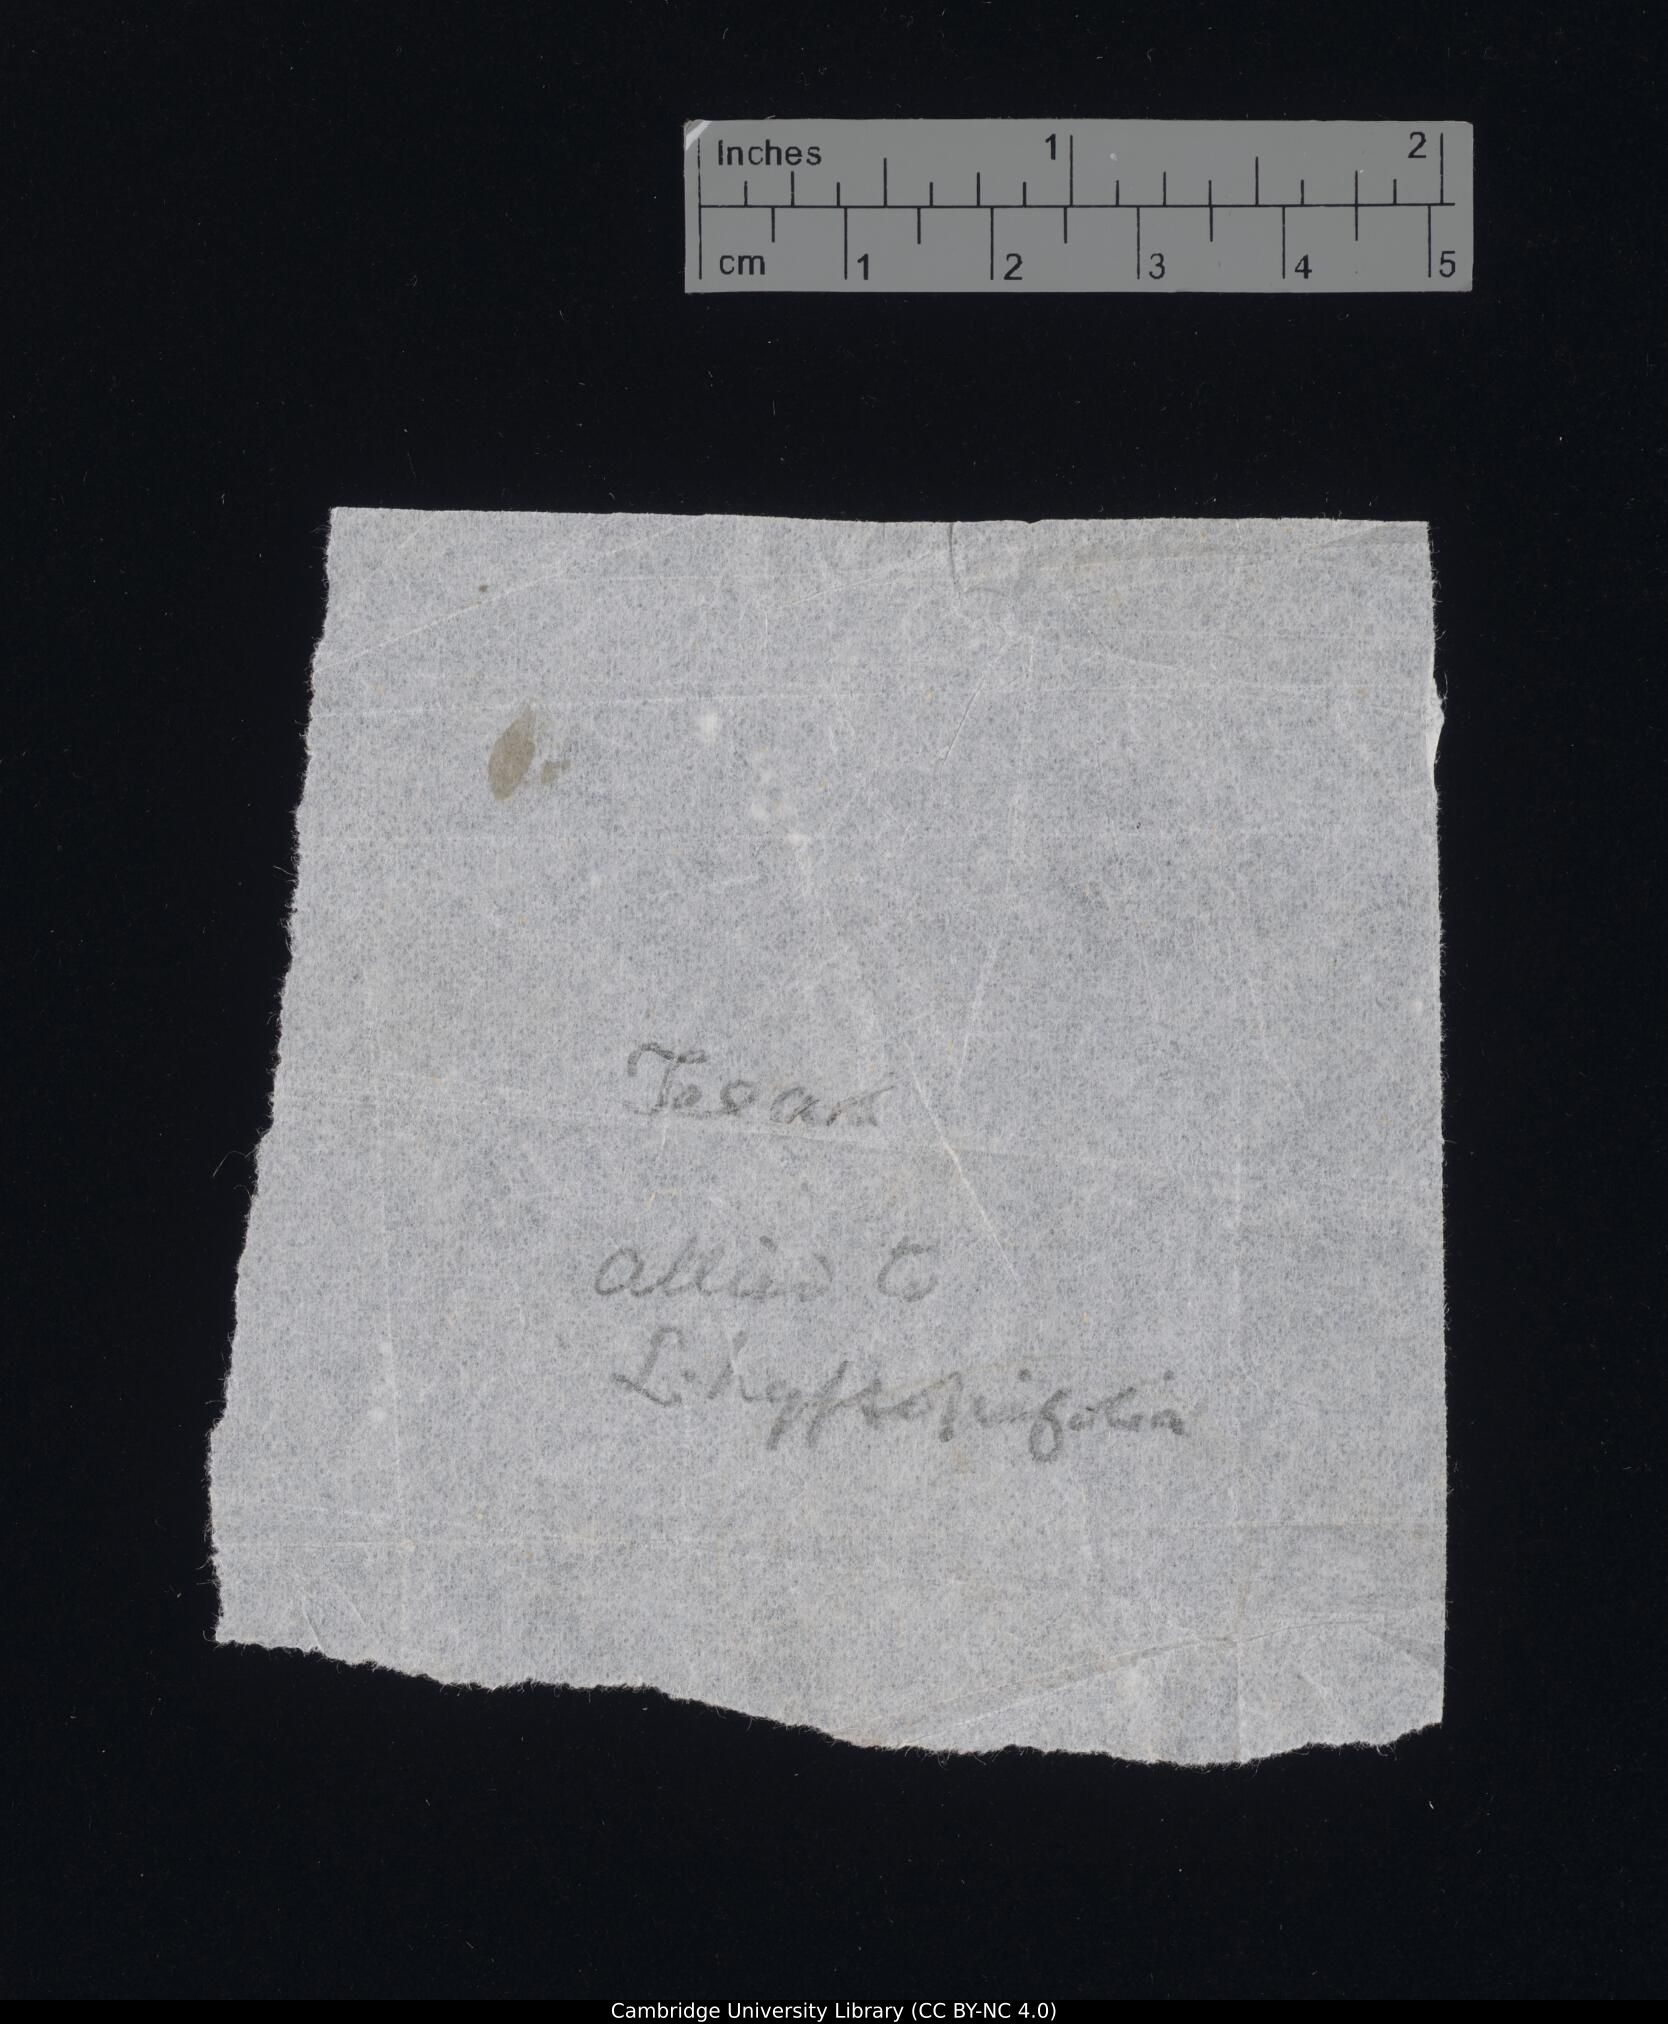 Inches 1 2
cm 1 2 3 4 5
Texas
allied to
L.
Cambridge University Library (CC BY-NC 4.0)